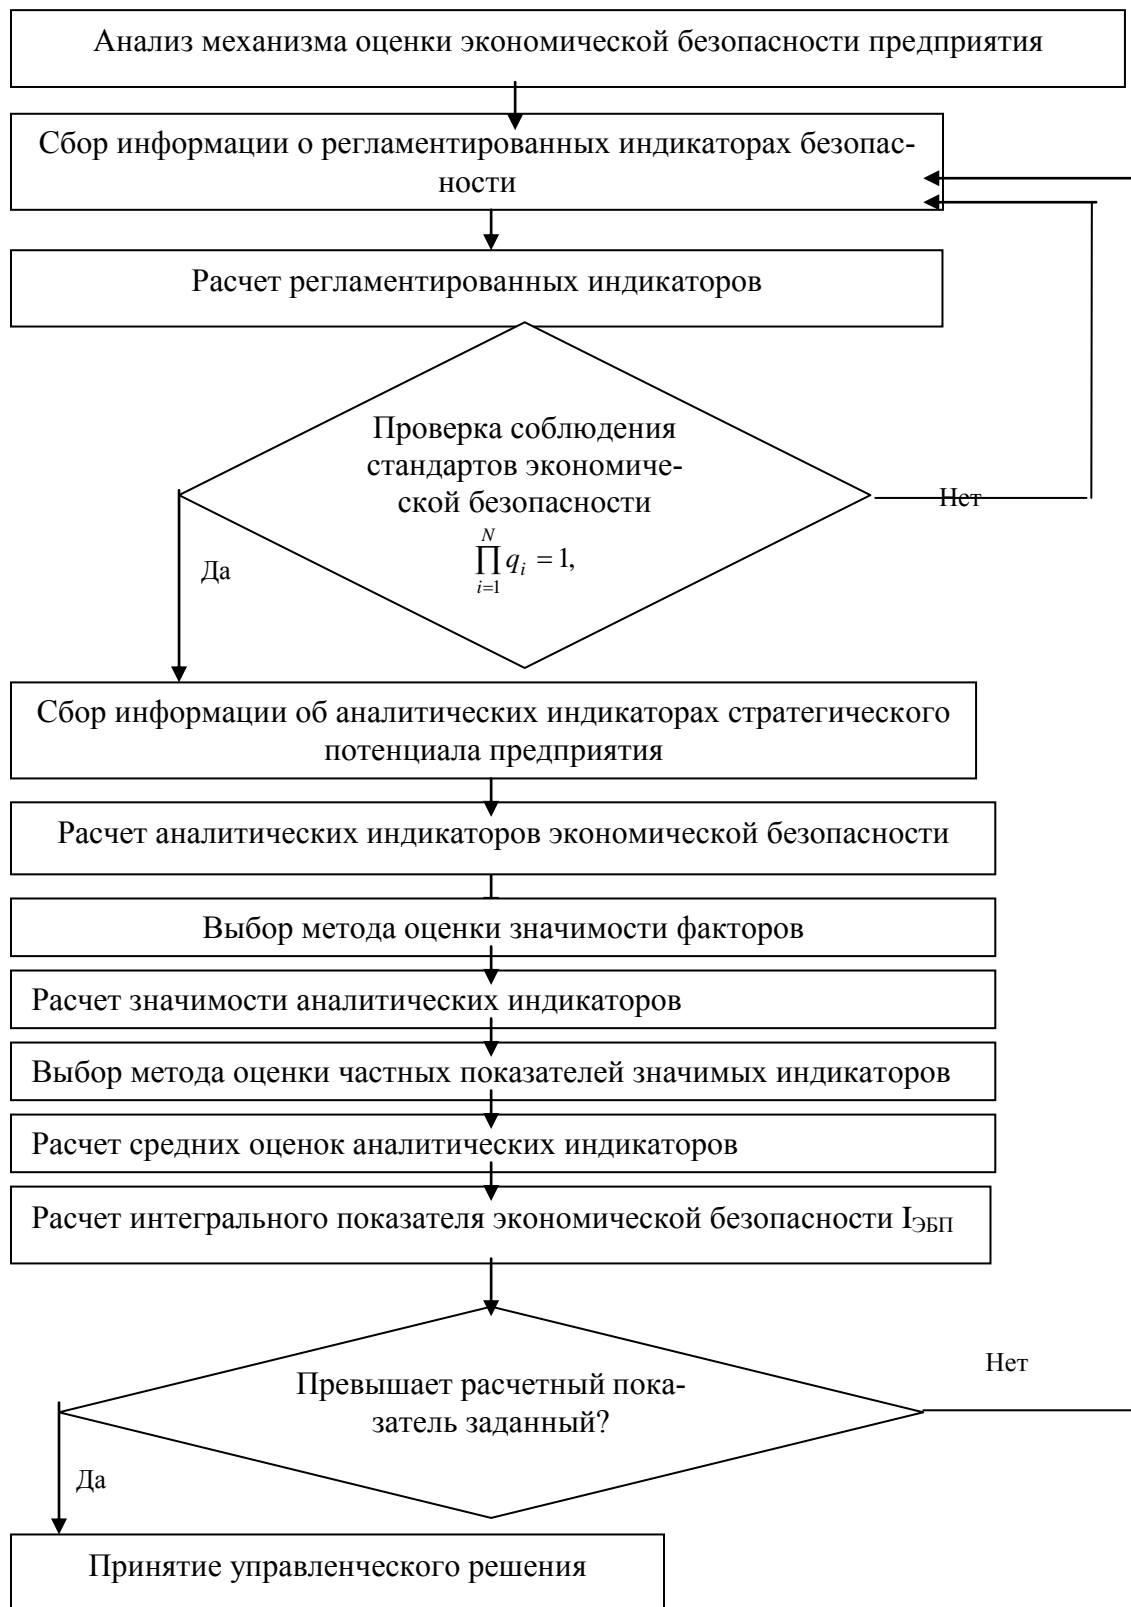 Анализ механизма оценки экономической безопасности предприятия
Сбор информации о регламентированных индикаторах безопас-
ности
Расчет регламентированных индикаторов
Проверка соблюдения
стандартов экономиче-
ской безопасности
N
∏ q_i = 1,
i=1
Нет
Да
Сбор информации об аналитических индикаторах стратегического
потенциала предприятия
Расчет аналитических индикаторов экономической безопасности
Выбор метода оценки значимости факторов
Расчет значимости аналитических индикаторов
Выбор метода оценки частных показателей значимых индикаторов
Расчет средних оценок аналитических индикаторов
Расчет интегрального показателя экономической безопасности I_ЭБП
Нет
Превышает расчетный пока-
затель заданный?
Да
Принятие управленческого решения